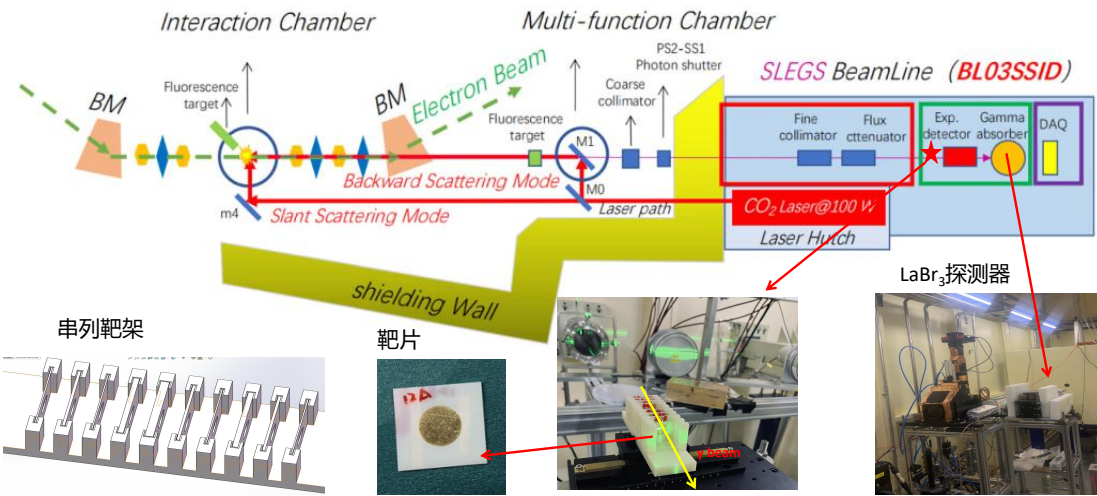 Interaction Chamber
Multi-function Chamber
PS2-SS1
Photon shutter
SLEGS BeamLine (BL03SSID)
Fluorescence
target
BM
BM
Electron Beam
Coarse
collimator
Fluorescence
target
M1
Fine
collimator
Flux
cttenuator
Exp.
detector
Gamma
absorber
DAQ
Backward Scattering Mode
M0
m4
Slant Scattering Mode
Laser path
CO2 Laser@100 W
Laser Hutch
shielding Wall
LaBr3探测器
串列靶架
靶片
12A
γ beam